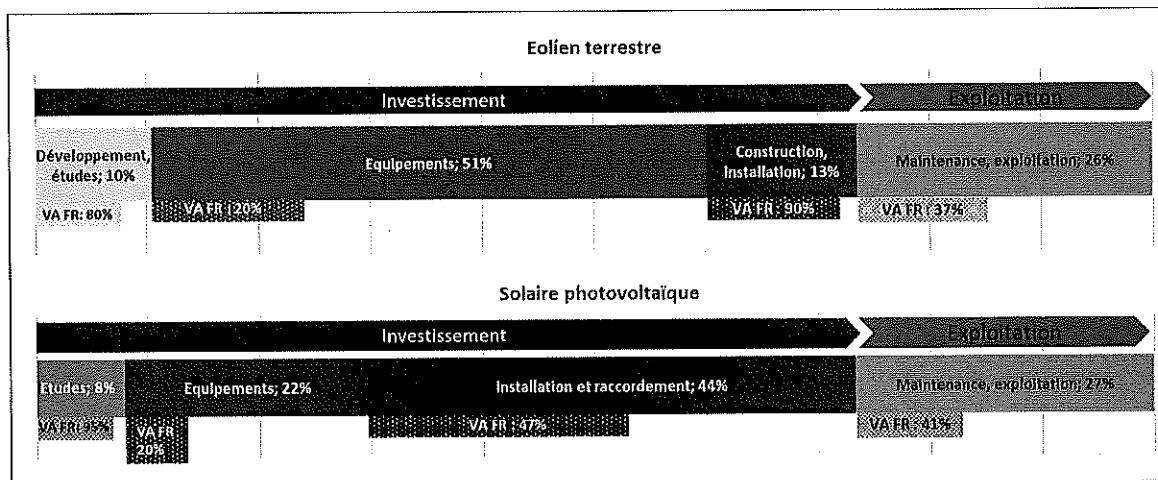 Eolien terrestre
Investissement
Exploitation
Développement,
études; 10%
Equipements; 51%
Construction,
Installation; 13%
Maintenance, exploitation; 26%
VA FR: 80%
VA FR : 20%
VA FR : 90%
VA FR : 37%
Solaire photovoltaïque
Investissement
Exploitation
Etudes; 8%
Equipements; 22%
Installation et raccordement; 44%
Maintenance, exploitation; 27%
VA FR: 95%
VA FR
20%
VA FR : 47%
VA FR : 41%